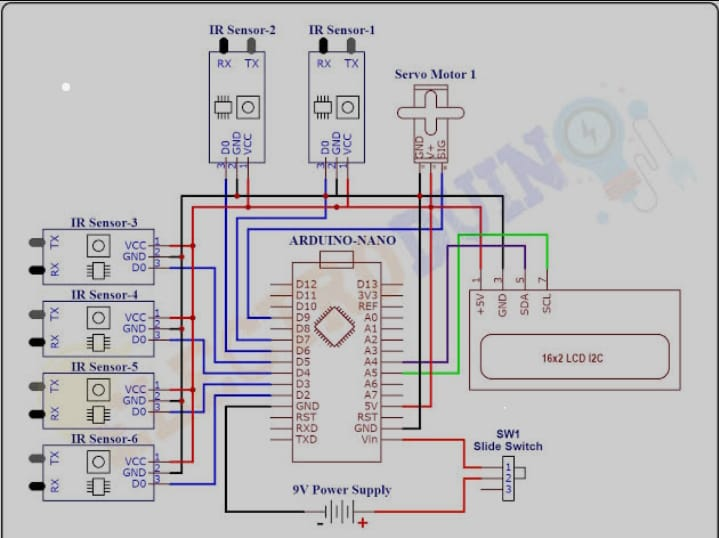 IR Sensor-2
IR Sensor-1
RX TX
RX TX
Servo Motor 1
D0 GND VCC
3 2 1
D0 GND VCC
3 2 1
GND V+ SIG
IR Sensor-3
TX
RX
VCC 1
GND 2
D0 3
IR Sensor-4
TX
RX
VCC 1
GND 2
D0 3
IR Sensor-5
TX
RX
VCC 1
GND 2
D0 3
IR Sensor-6
TX
RX
VCC 1
GND 2
D0 3
ARDUINO-NANO
D12 D13
D11 3V3
D10 REF
D9 A0
D8 A1
D7 A2
D6 A3
D5 A4
D4 A5
D3 A6
D2 A7
GND 5V
RST RST
RXD GND
TXD Vin
1 3 5 7
+5V GND SDA SCL
16x2 LCD I2C
SW1
Slide Switch
1
2
3
9V Power Supply
- +
ELECTRODUINO